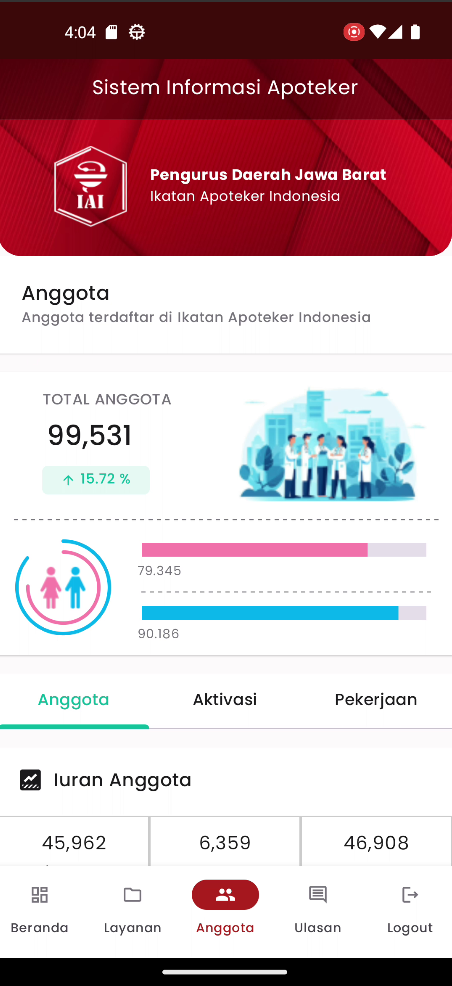 4:04
Sistem Informasi Apoteker
IAI
Pengurus Daerah Jawa Barat
Ikatan Apoteker Indonesia
Anggota
Anggota terdaftar di Ikatan Apoteker Indonesia
TOTAL ANGGOTA
99,531
↑ 15.72 %
79.345
90.186
Anggota Aktivasi Pekerjaan
Iuran Anggota
45,962 6,359 46,908
Beranda Layanan Anggota Ulasan Logout